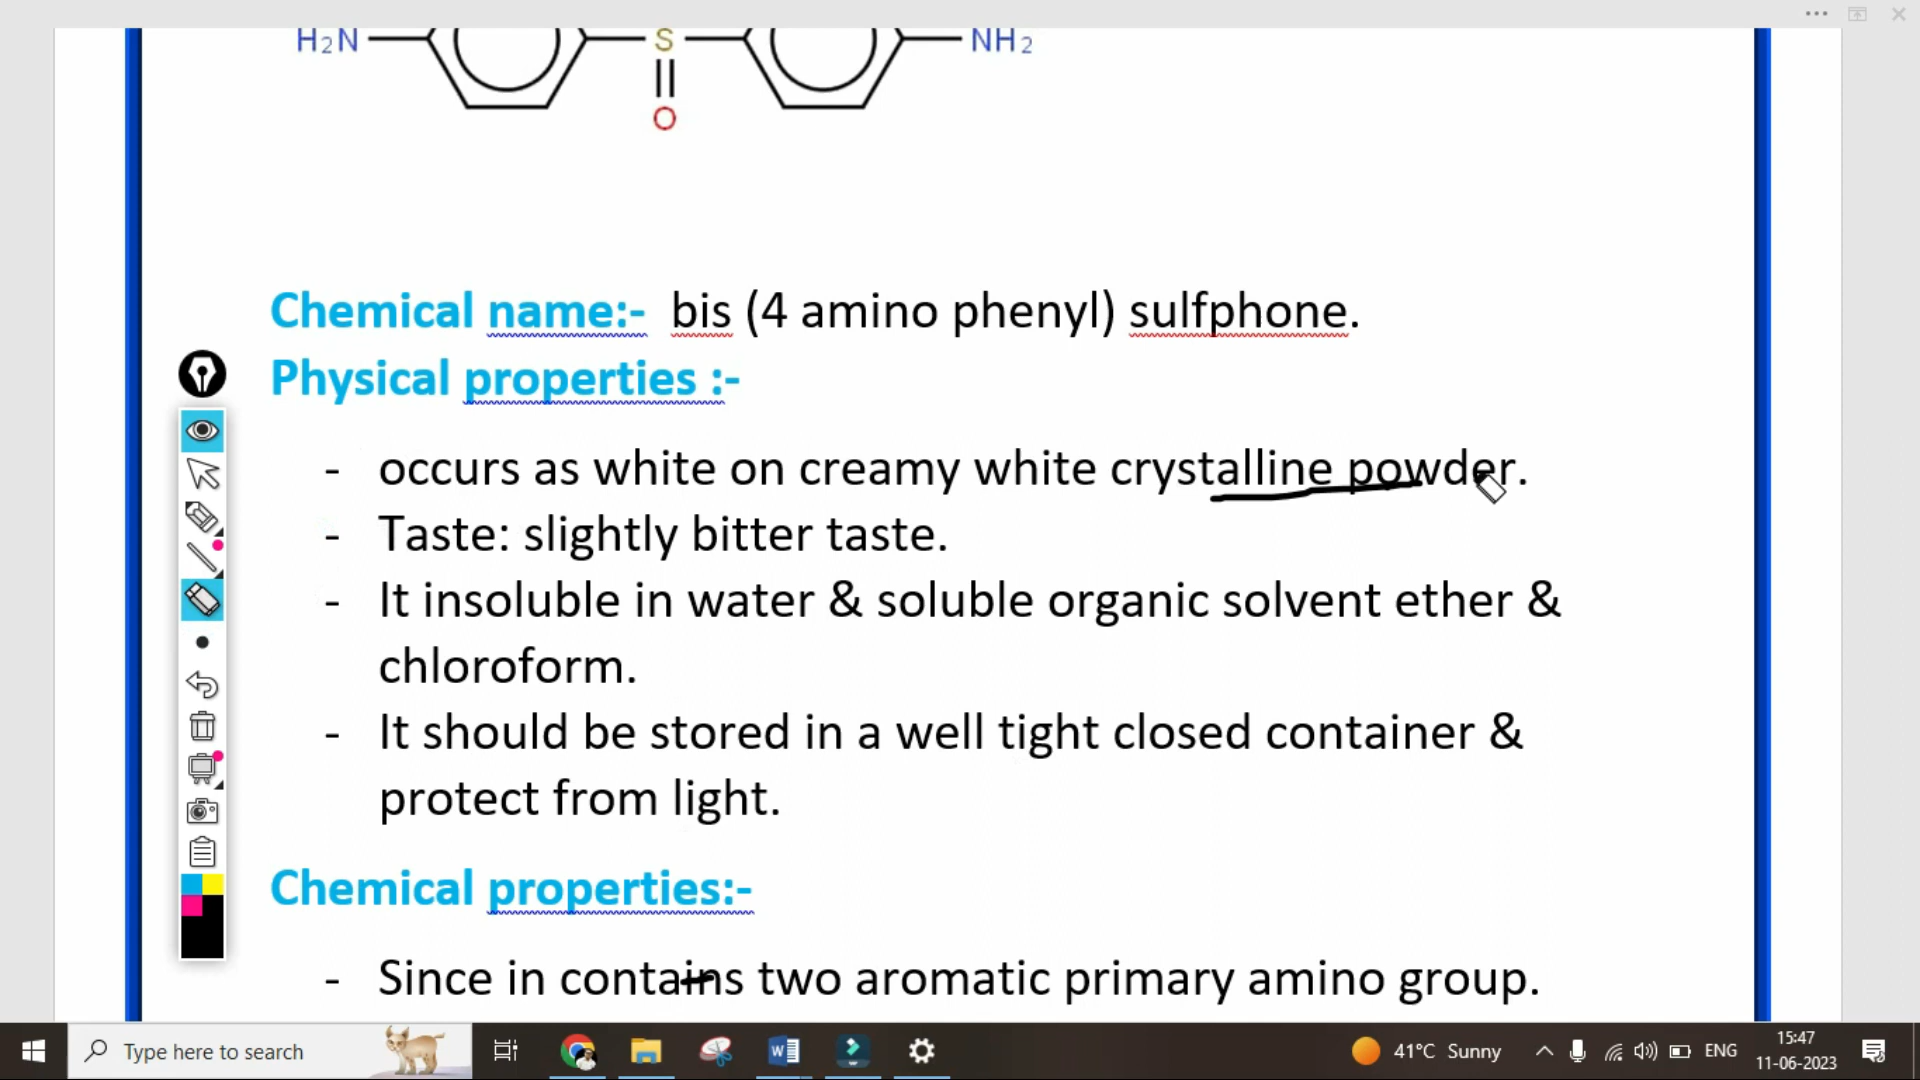 H₂N S NH₂
O
Chemical name:- bis (4 amino phenyl) sulfphone.
Physical properties :-
- occurs as white on creamy white crystalline powder.
- Taste: slightly bitter taste.
- It insoluble in water & soluble organic solvent ether &
chloroform.
- It should be stored in a well tight closed container &
protect from light.
Chemical properties:-
- Since in contains two aromatic primary amino group.
Type here to search
41°C Sunny
ENG
15:47
11-06-2023